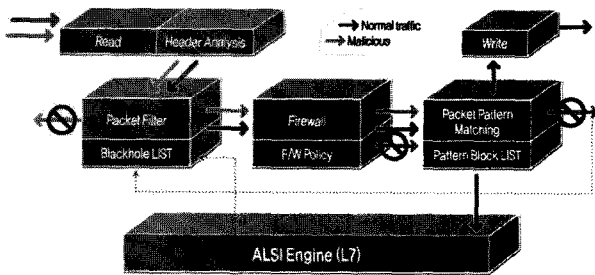 Normal traffic
Malicious
Read
Header Analysis
Write
Packet Filter
Blackhole LIST
Firewall
F/W Policy
Packet Pattern
Matching
Pattern Block LIST
ALSI Engine (L7)